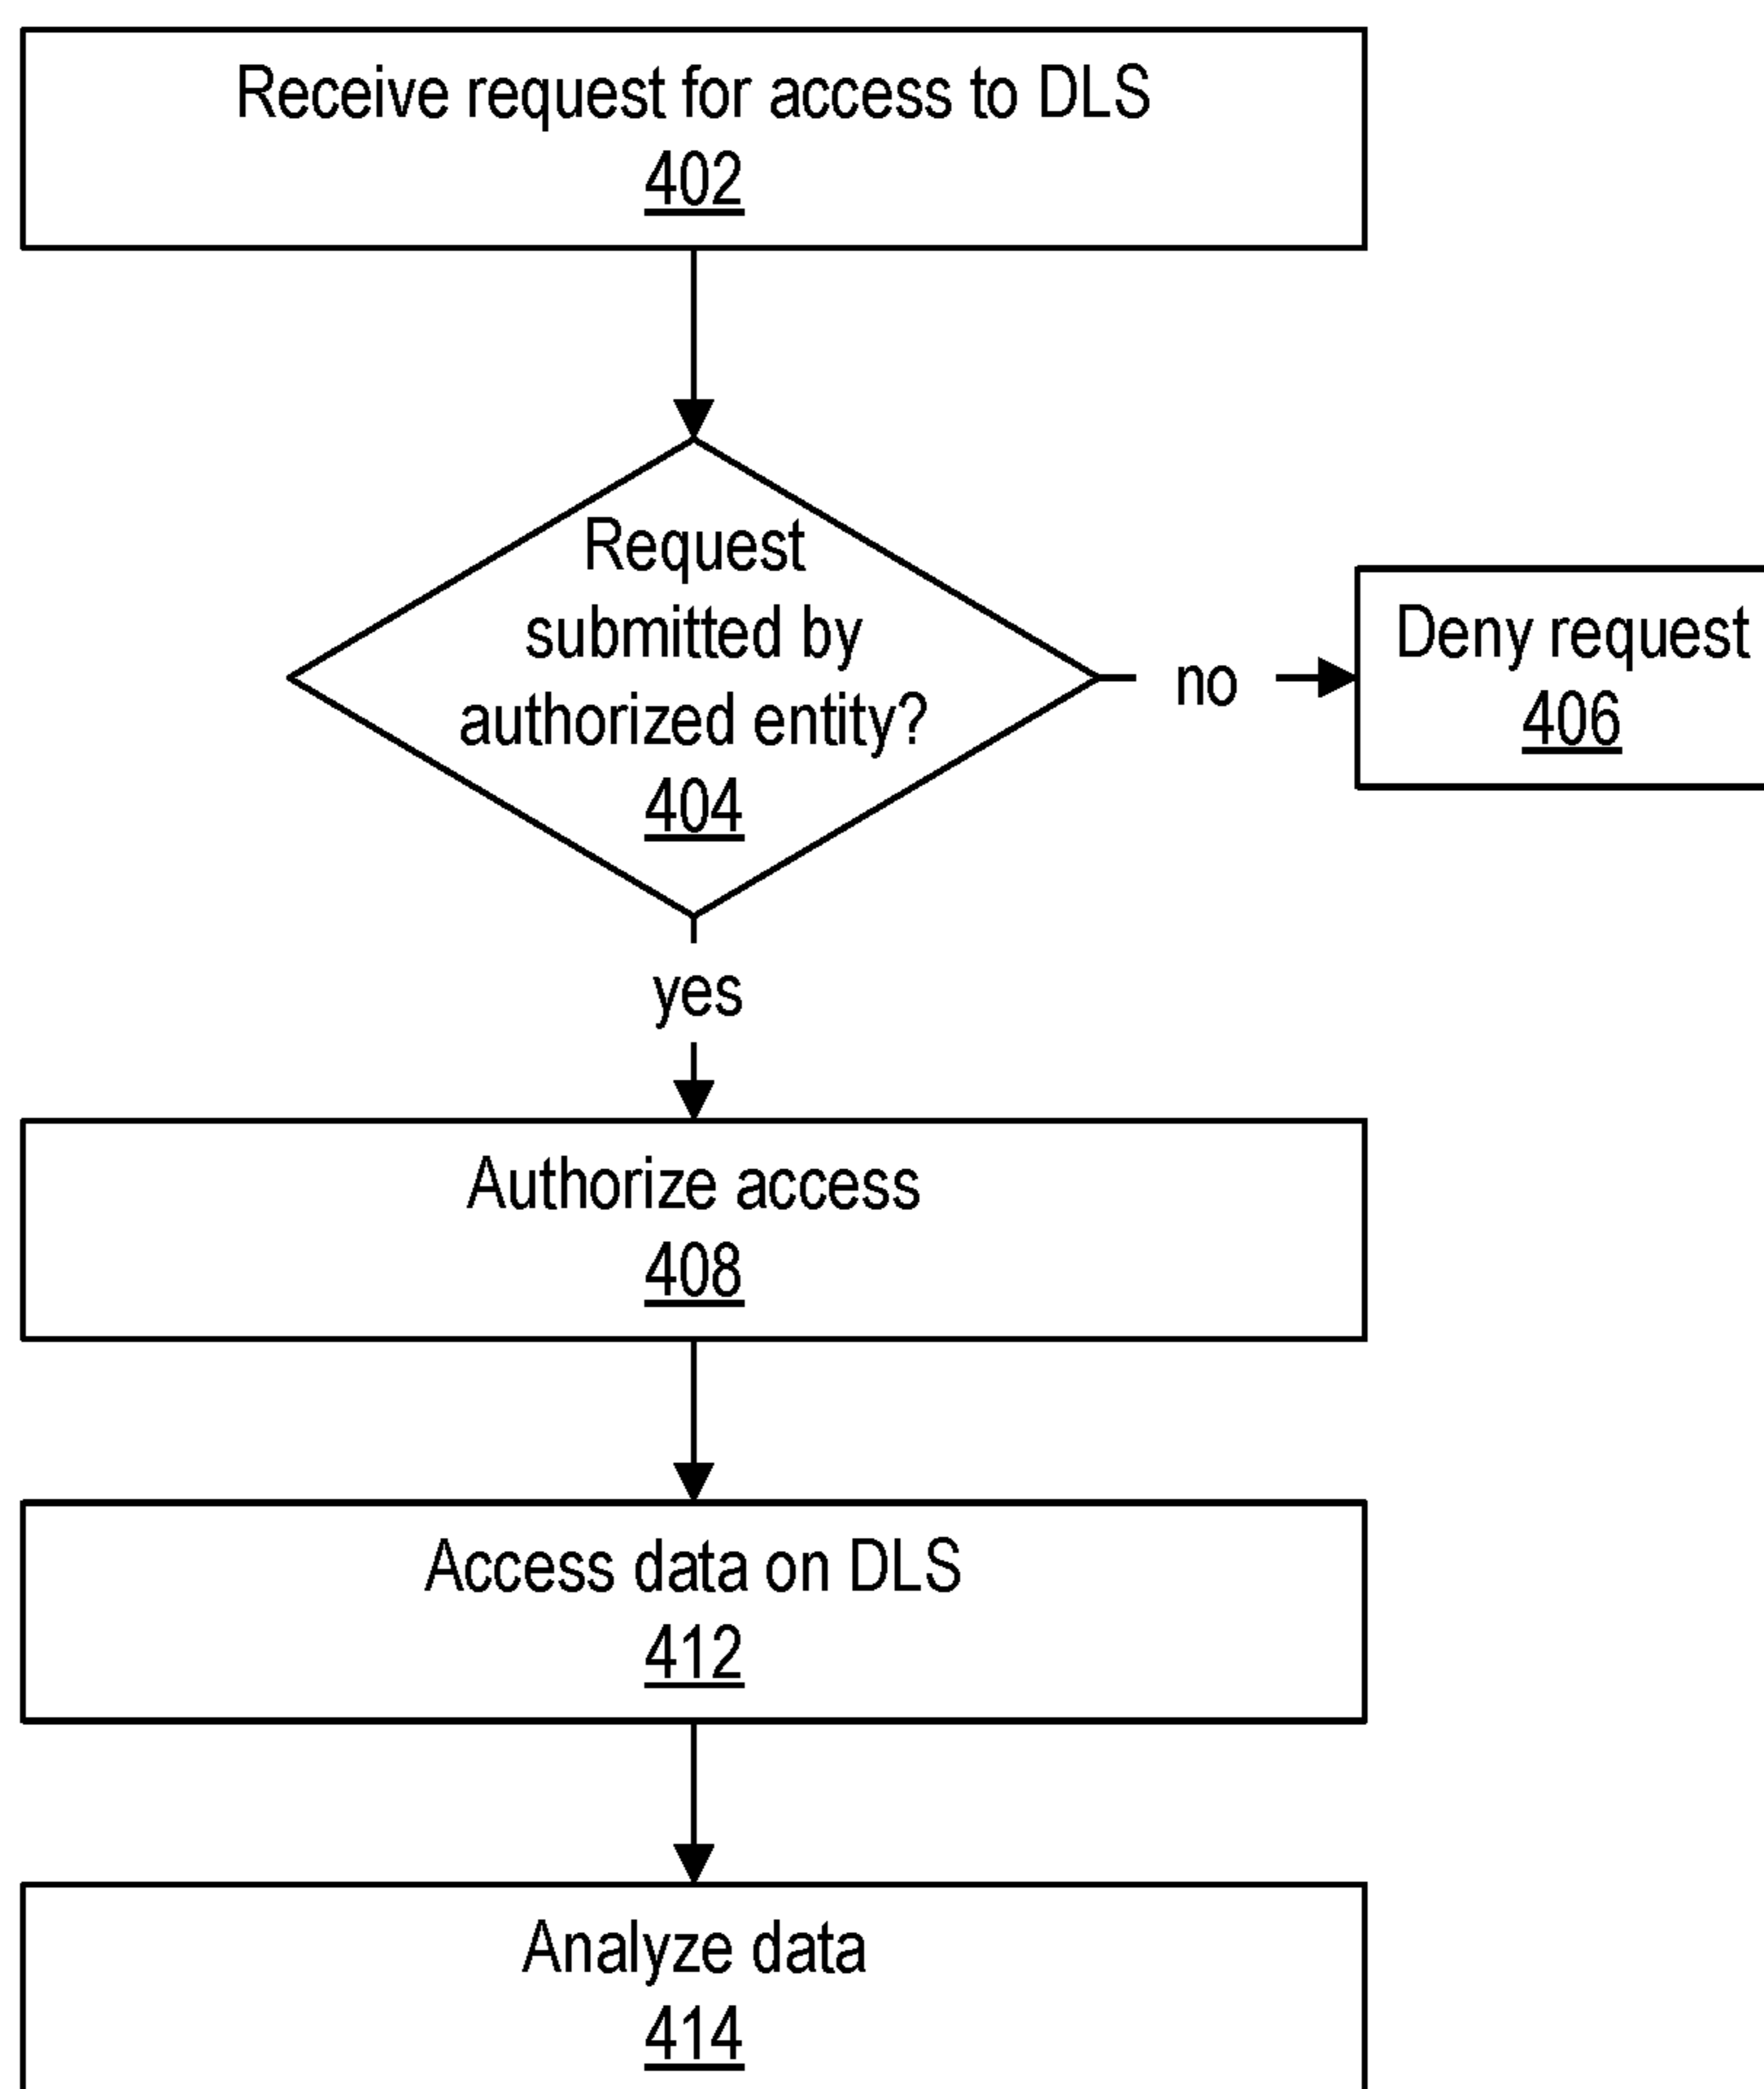 Receive request for access to DLS
402
Request
submitted by
authorized entity?
404
no
Deny request
406
yes
Authorize access
408
Access data on DLS
412
Analyze data
414